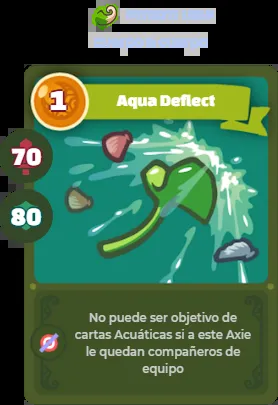 1
Aqua Deflect
70
80
No puede ser objetivo de
cartas Acuáticas si a este Axie
le quedan compañeros de
equipo